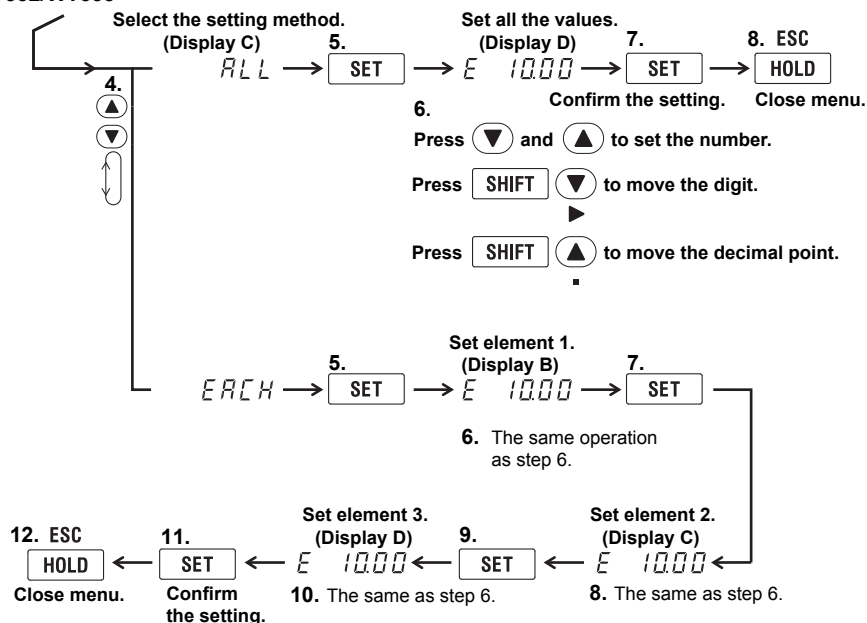 Select the setting method.
(Display C)
4.
ALL
5.
SET
Set all the values.
(Display D)
E 10.00
7.
SET
Confirm the setting.
8. ESC
HOLD
Close menu.
6.
Press ▼ and ▲ to set the number.
Press SHIFT ▼ to move the digit.
▶
Press SHIFT ▲ to move the decimal point.
.
EACH
5.
SET
Set element 1.
(Display B)
E 10.00
7.
SET
6. The same operation
as step 6.
Set element 2.
(Display C)
E 10.00
8. The same as step 6.
9.
SET
Set element 3.
(Display D)
E 10.00
10. The same as step 6.
11.
SET
Confirm
the setting.
12. ESC
HOLD
Close menu.